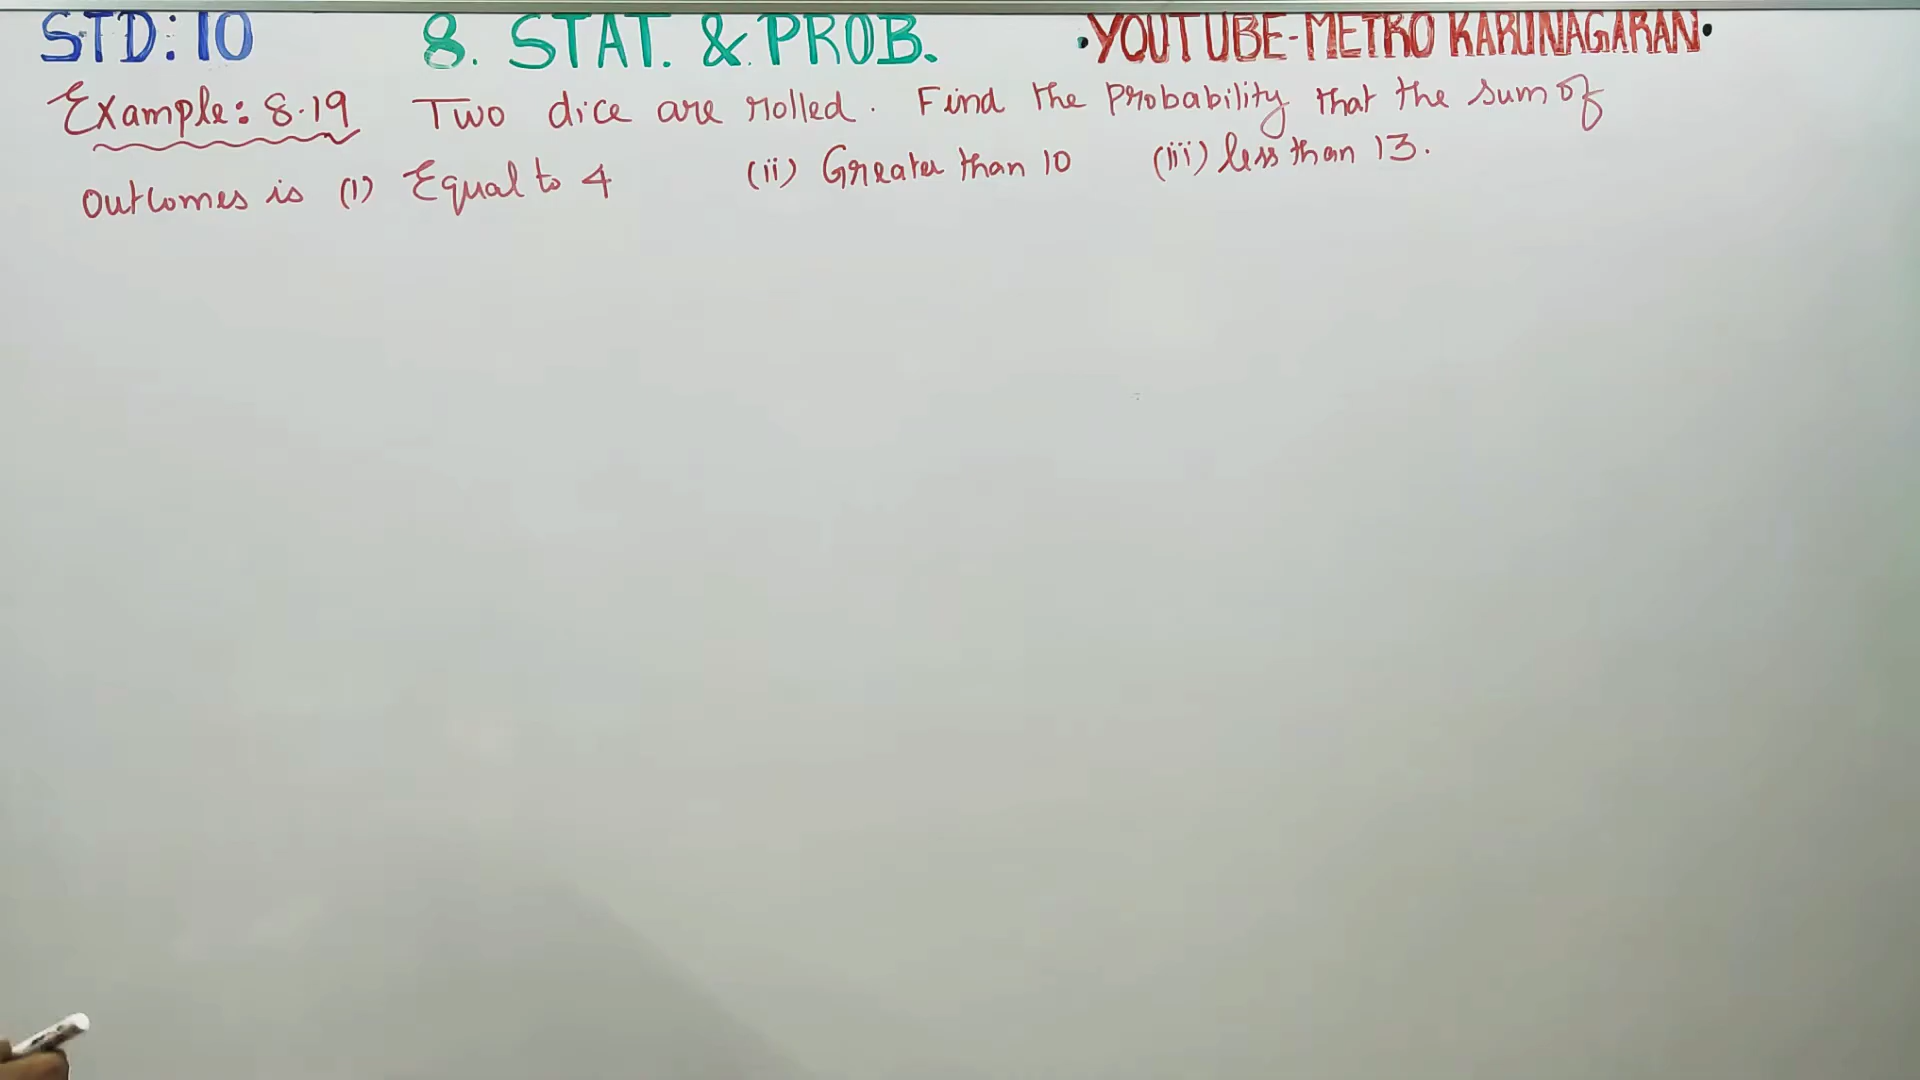 STD: 10 8. STAT. & PROB. •YOUTUBE-METRO KARUNAGARAN•
Example: 8.19 Two dice are rolled. Find the Probability that the sum of
outcomes is (i) Equal to 4 (ii) Greater than 10 (iii) less than 13.